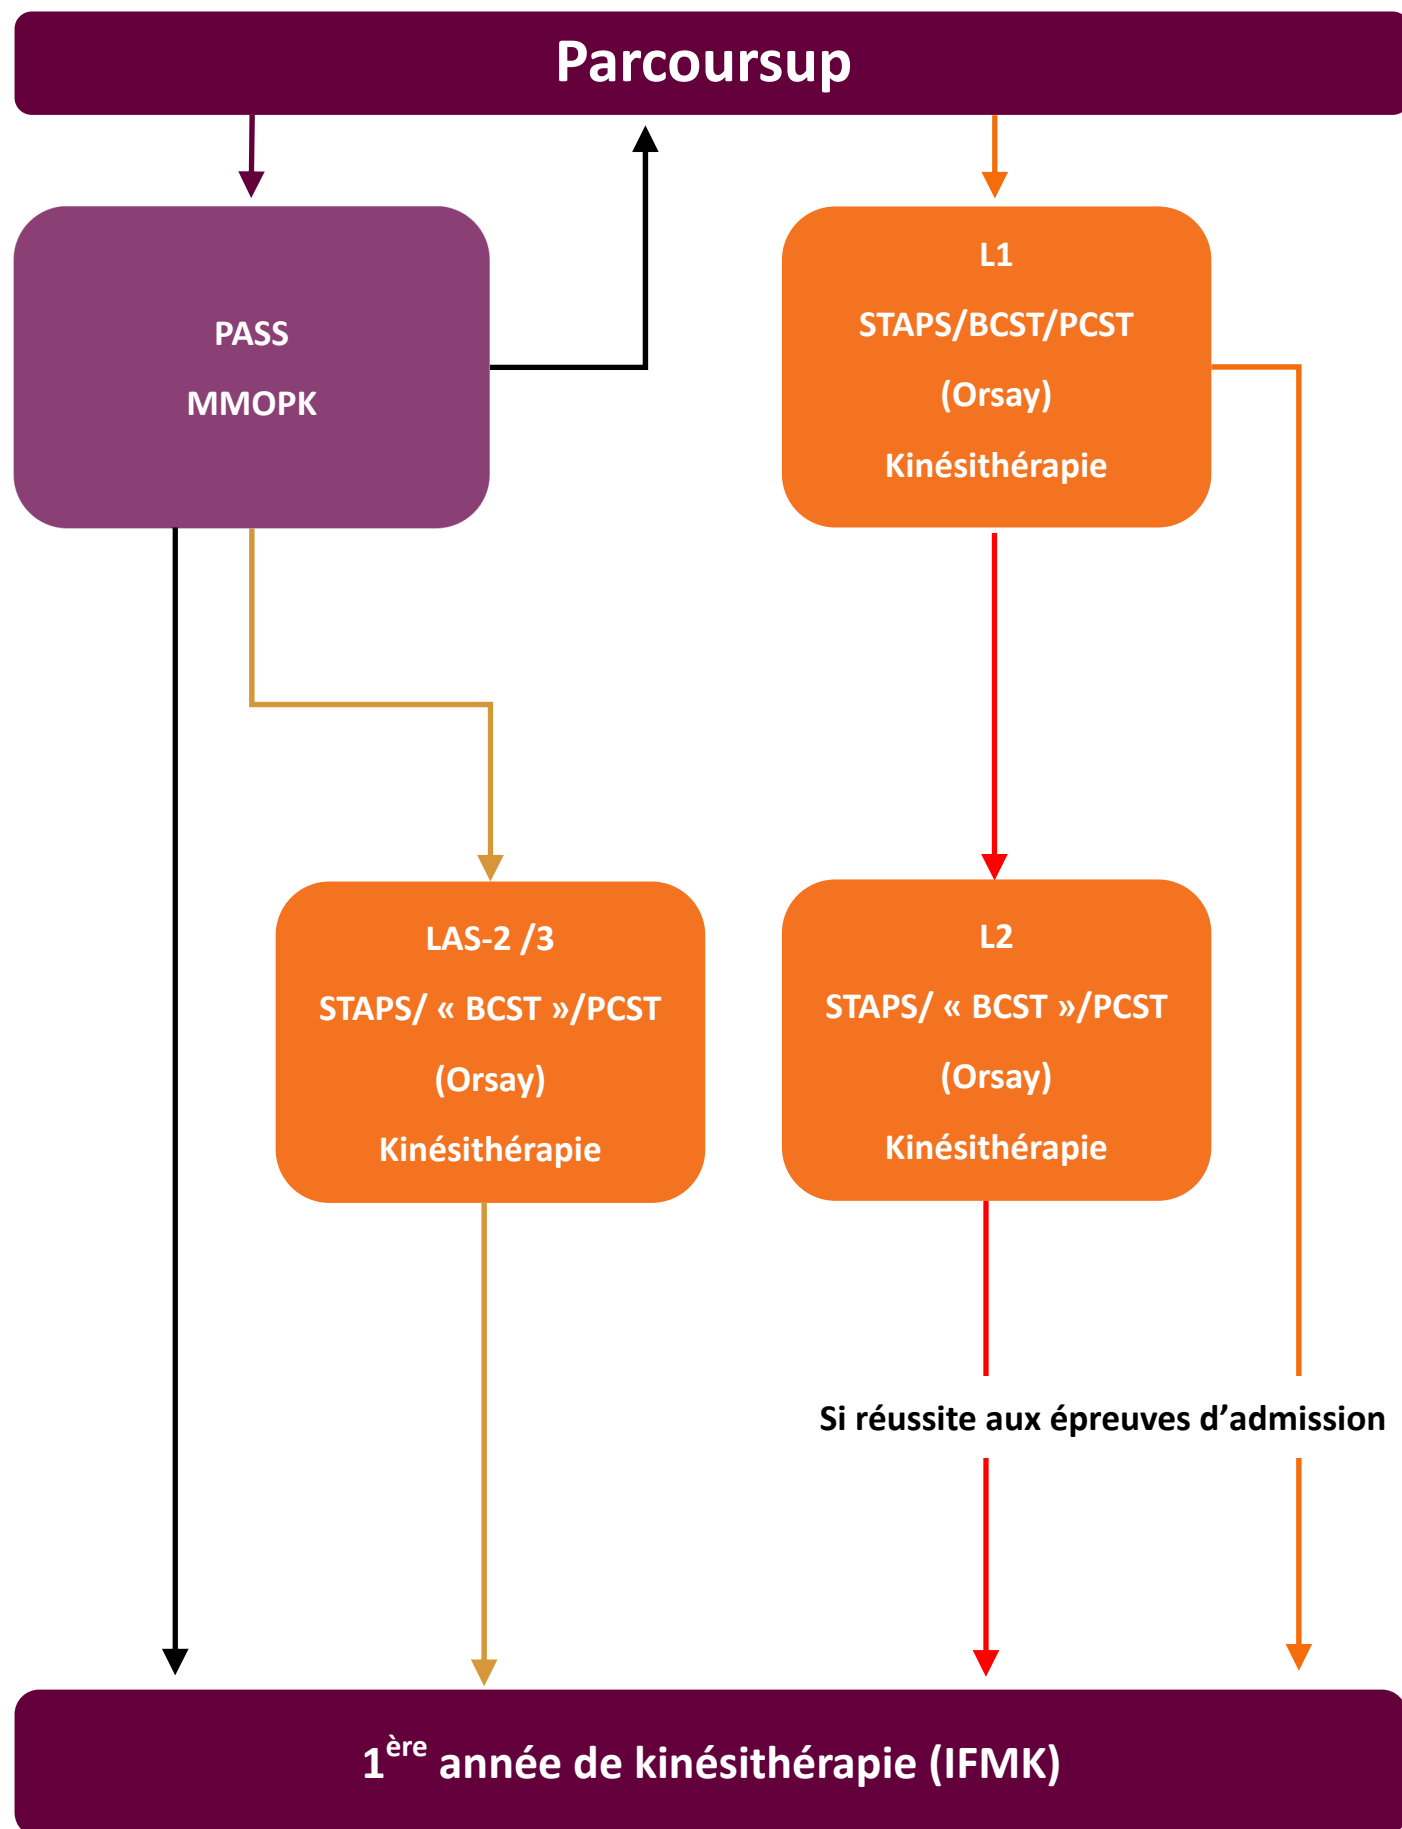 Parcoursup
PASS
MMOPK
L1
STAPS/BCST/PCST
(Orsay)
Kinésithérapie
LAS-2 /3
STAPS/ « BCST »/PCST
(Orsay)
Kinésithérapie
L2
STAPS/ « BCST »/PCST
(Orsay)
Kinésithérapie
Si réussite aux épreuves d’admission
1ère année de kinésithérapie (IFMK)